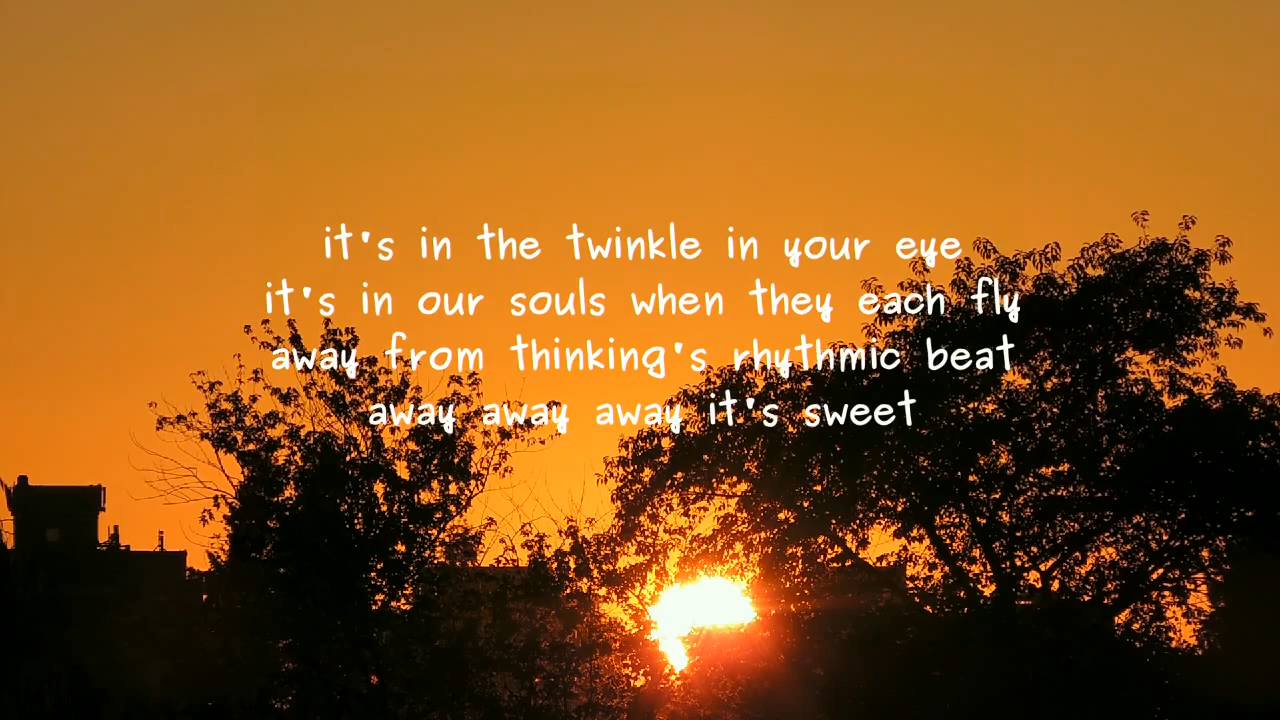 it's in the twinkle in your eye
it's in our souls when they each fly
away from thinking's rhythmic beat
away away away it's sweet